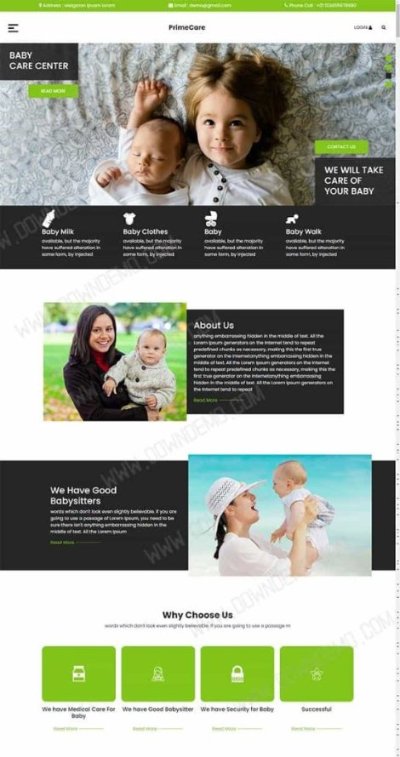 Address : Loram Ipsum Lorem
Email : demo@gmail.com
Phone Call : +01 123455678990
PrimeCare
LOGIN
BABY
CARE CENTER
READ MORE
CONTACT US
WE WILL TAKE
CARE OF
YOUR BABY
Baby Milk
available, but the majority
have suffered alteration in
some form, by injected
Baby Clothes
available, but the majority
have suffered alteration in
some form, by injected
Baby
available, but the majority
have suffered alteration in
some form, by injected
Baby Walk
available, but the majority
have suffered alteration in
some form, by injected
About Us
anything embarrassing hidden in the middle of text. All the
Lorem Ipsum generators on the Internet tend to repeat
predefined chunks as necessary, making this the first true
generator on the Internetanything embarrassing hidden in
the middle of text. All the Lorem Ipsum generators on the
Internet tend to repeat predefined chunks as necessary, making
this the first true generator on the Internetanything
embarrassing hidden in the middle of text. All the Lorem Ipsum
generators on the Internet tend to repeat
Read More
We Have Good
Babysitters
words which don't look even slightly believable. If you are
going to use a passage of Lorem Ipsum, you need to
be sure there isn't anything embarrassing hidden in the
middle of text. All the Lorem Ipsum
Read More
Why Choose Us
words which don't look even slightly believable. If you are going to use a passage m
We have Medical Care For
Baby
Read More
We have Good Babysitter
Read More
We have Security for Baby
Read More
Successful
Read More
WWW.DOWNDEMO.COM